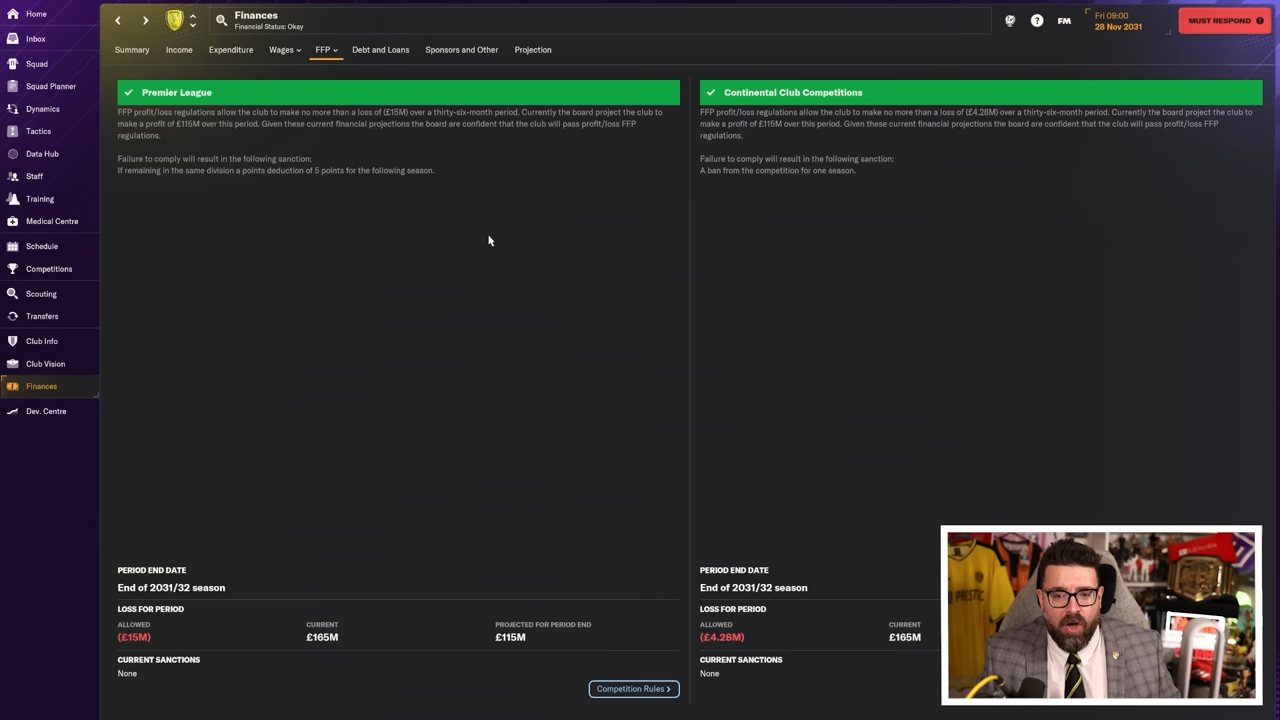 Home
Inbox
Squad
Squad Planner
Dynamics
Tactics
Data Hub
Staff
Training
Medical Centre
Schedule
Competitions
Scouting
Transfers
Club Info
Club Vision
Finances
Dev. Centre
Finances
Financial Status: Okay
FM
Fri 09:00
28 Nov 2031
MUST RESPOND
Summary Income Expenditure Wages FFP Debt and Loans Sponsors and Other Projection
Premier League
FFP profit/loss regulations allow the club to make no more than a loss of (£15M) over a thirty-six-month period. Currently the board project the club to
make a profit of £115M over this period. Given these current financial projections the board are confident that the club will pass profit/loss FFP
regulations.
Failure to comply will result in the following sanction:
If remaining in the same division a points deduction of 5 points for the following season.
PERIOD END DATE
End of 2031/32 season
LOSS FOR PERIOD
ALLOWED CURRENT PROJECTED FOR PERIOD END
(£15M) £165M £115M
CURRENT SANCTIONS
None
Competition Rules >
Continental Club Competitions
FFP profit/loss regulations allow the club to make no more than a loss of (£4.28M) over a thirty-six-month period. Currently the board project the club to
make a profit of £115M over this period. Given these current financial projections the board are confident that the club will pass profit/loss FFP
regulations.
Failure to comply will result in the following sanction:
A ban from the competition for one season.
PERIOD END DATE
End of 2031/32 season
LOSS FOR PERIOD
ALLOWED CURRENT
(£4.28M) £165M
CURRENT SANCTIONS
None
PRESTEC